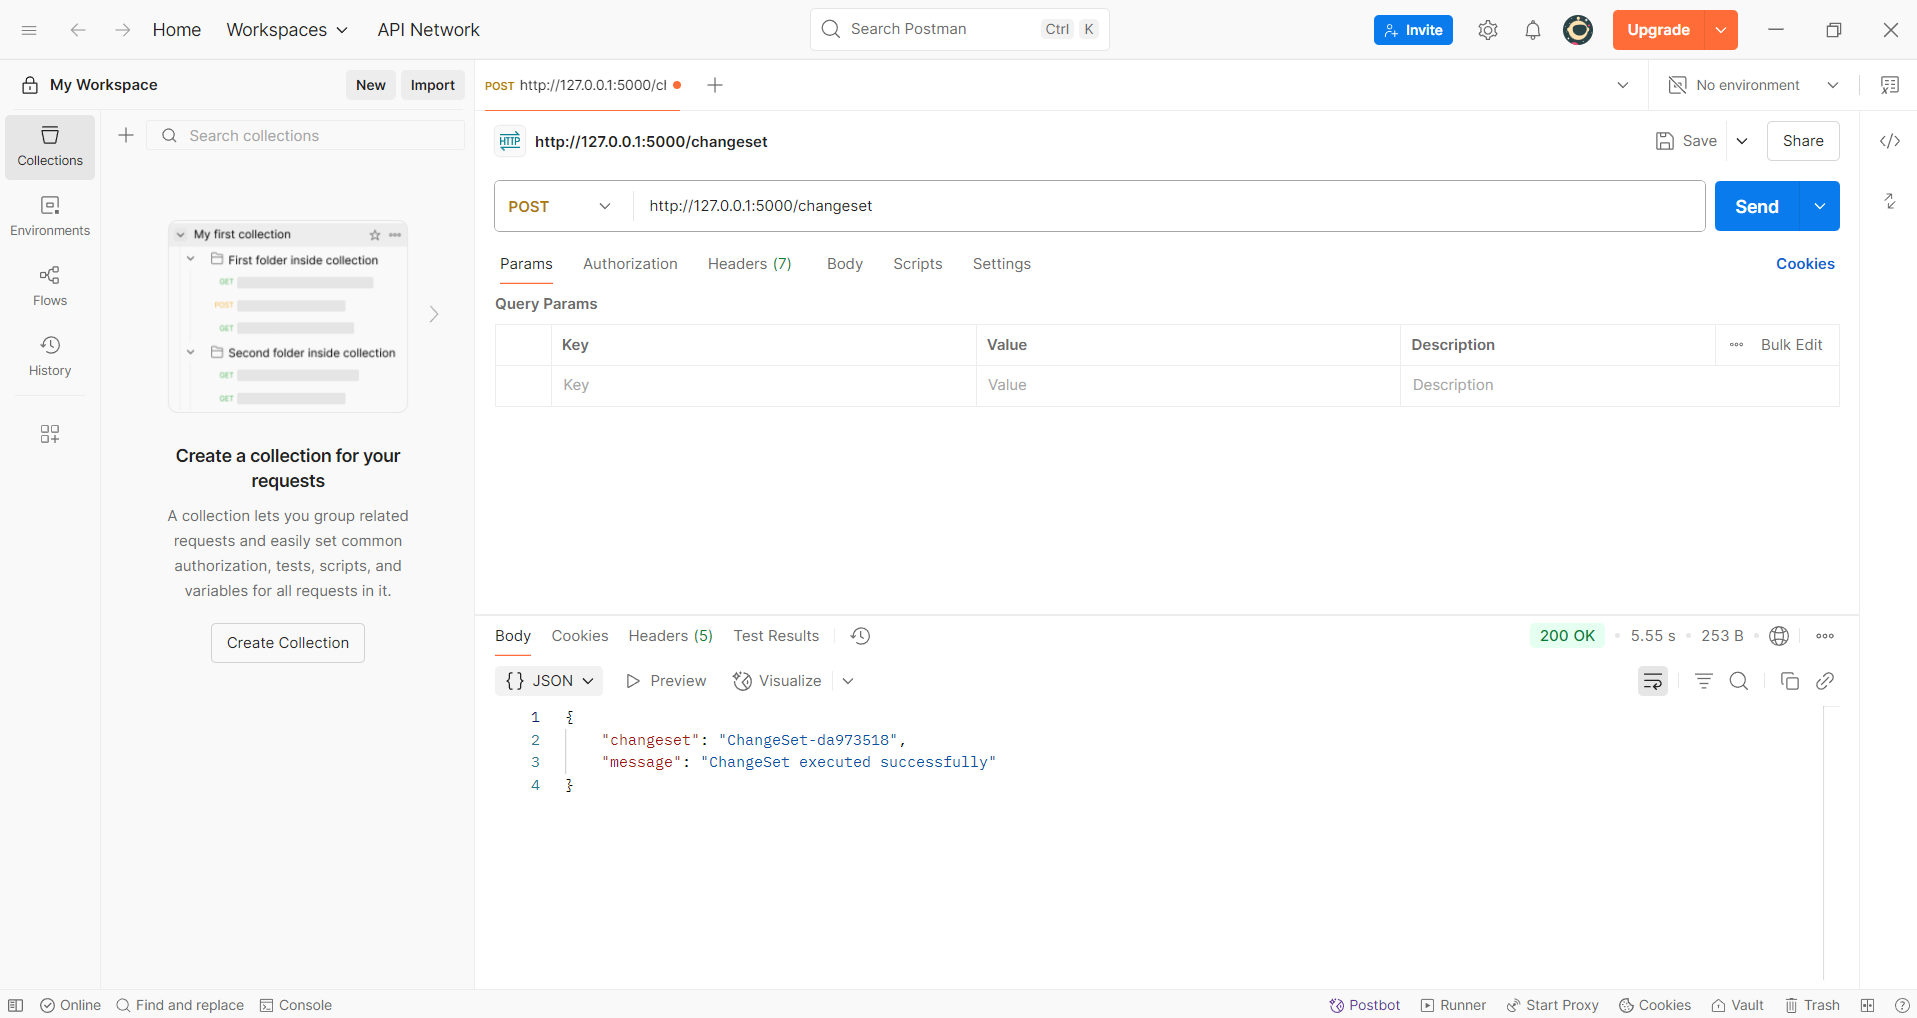 Home Workspaces API Network Search Postman Ctrl K Invite Upgrade
My Workspace New Import POST http://127.0.0.1:5000/cl No environment
Collections
Environments
Flows
History
Search collections
My first collection
First folder inside collection
GET
POST
GET
Second folder inside collection
GET
GET
Create a collection for your
requests
A collection lets you group related
requests and easily set common
authorization, tests, scripts, and
variables for all requests in it.
Create Collection
HTTP http://127.0.0.1:5000/changeset Save Share
POST http://127.0.0.1:5000/changeset Send
Params Authorization Headers (7) Body Scripts Settings Cookies
Query Params
Key Value Description Bulk Edit
Key Value Description
Body Cookies Headers (5) Test Results 200 OK 5.55 s 253 B
{} JSON Preview Visualize
1 {
2 "changeset": "ChangeSet-da973518",
3 "message": "ChangeSet executed successfully"
4 }
Online Find and replace Console Postbot Runner Start Proxy Cookies Vault Trash